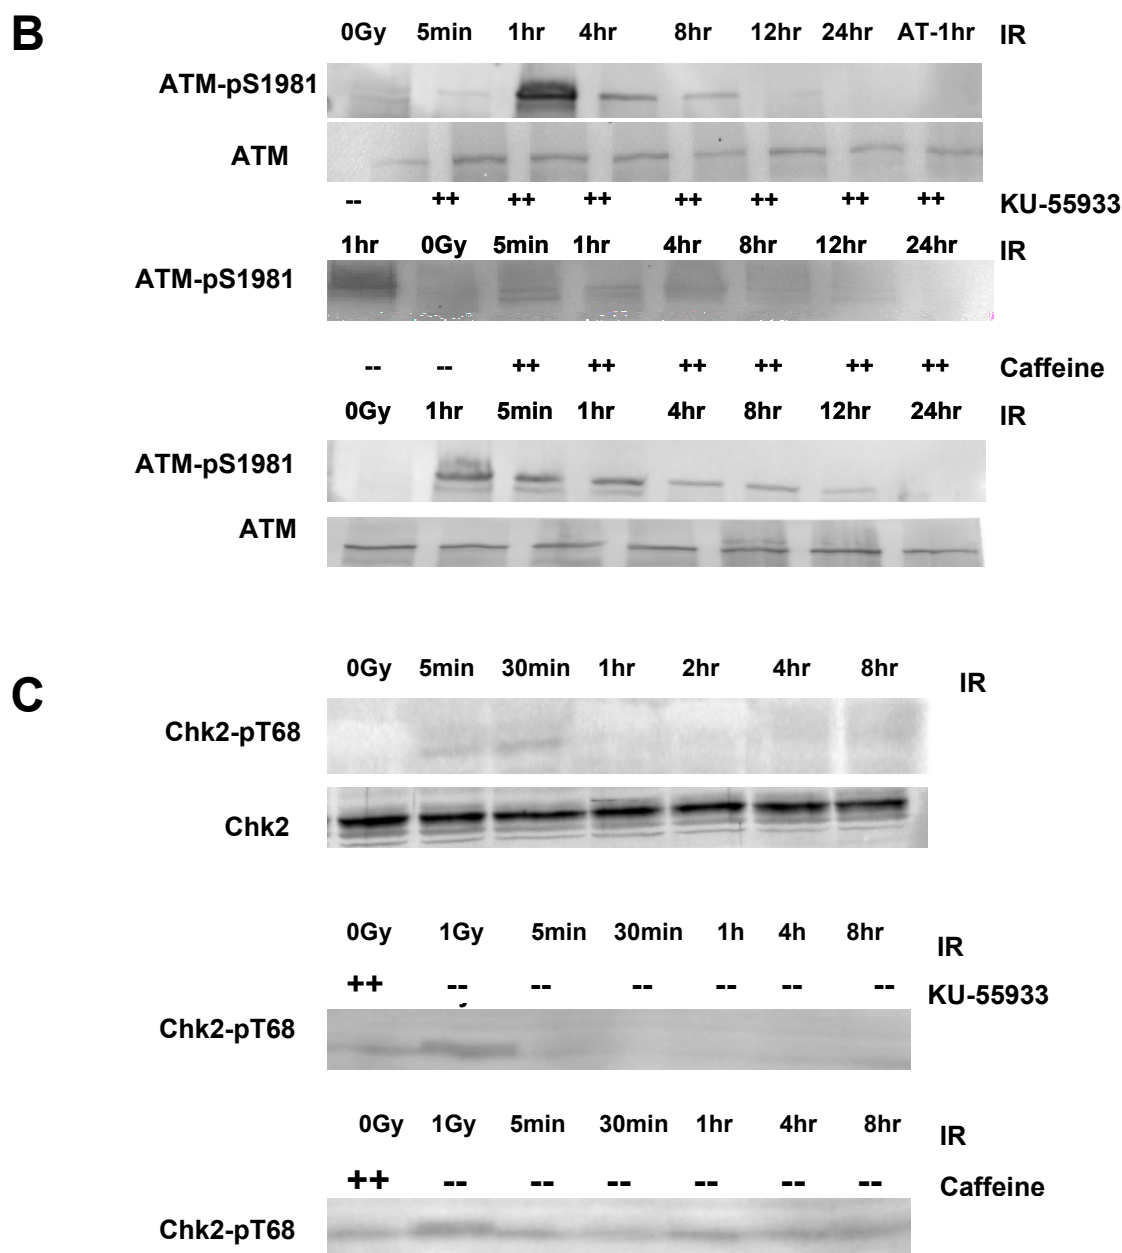 B
0Gy 5min 1hr 4hr 8hr 12hr 24hr AT-1hr IR
ATM-pS1981
ATM
-- ++ ++ ++ ++ ++ ++ ++ KU-55933
1hr 0Gy 5min 1hr 4hr 8hr 12hr 24hr IR
ATM-pS1981
-- -- ++ ++ ++ ++ ++ ++ Caffeine
0Gy 1hr 5min 1hr 4hr 8hr 12hr 24hr IR
ATM-pS1981
ATM
C
0Gy 5min 30min 1hr 2hr 4hr 8hr IR
Chk2-pT68
Chk2
0Gy 1Gy 5min 30min 1h 4h 8hr IR
++ -- -- -- -- -- -- KU-55933
Chk2-pT68
0Gy 1Gy 5min 30min 1hr 4hr 8hr IR
++ -- -- -- -- -- -- Caffeine
Chk2-pT68